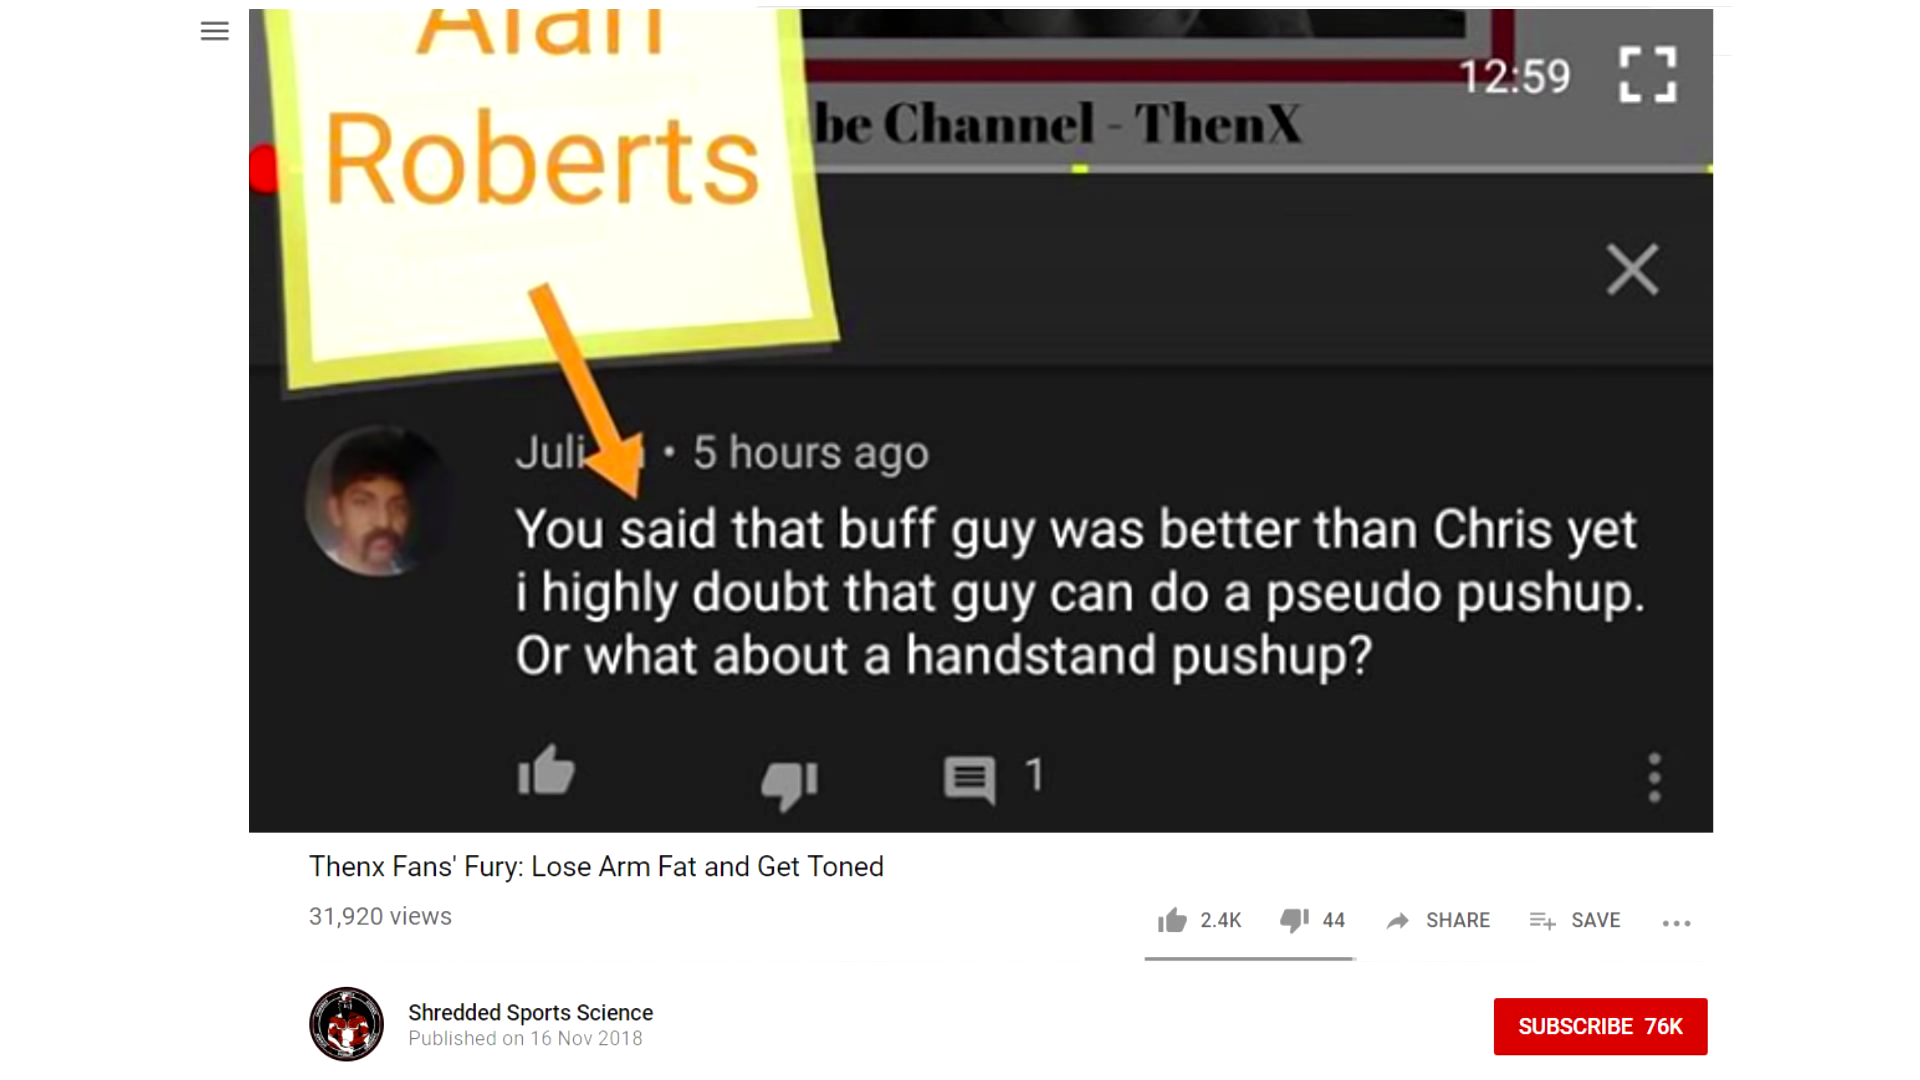 Alan
Roberts
12:59
be Channel - ThenX
5 hours ago
You said that buff guy was better than Chris yet
i highly doubt that guy can do a pseudo pushup.
Or what about a handstand pushup?
1
Thenx Fans' Fury: Lose Arm Fat and Get Toned
31,920 views
2.4K 44 SHARE SAVE
Shredded Sports Science
Published on 16 Nov 2018
SUBSCRIBE 76K